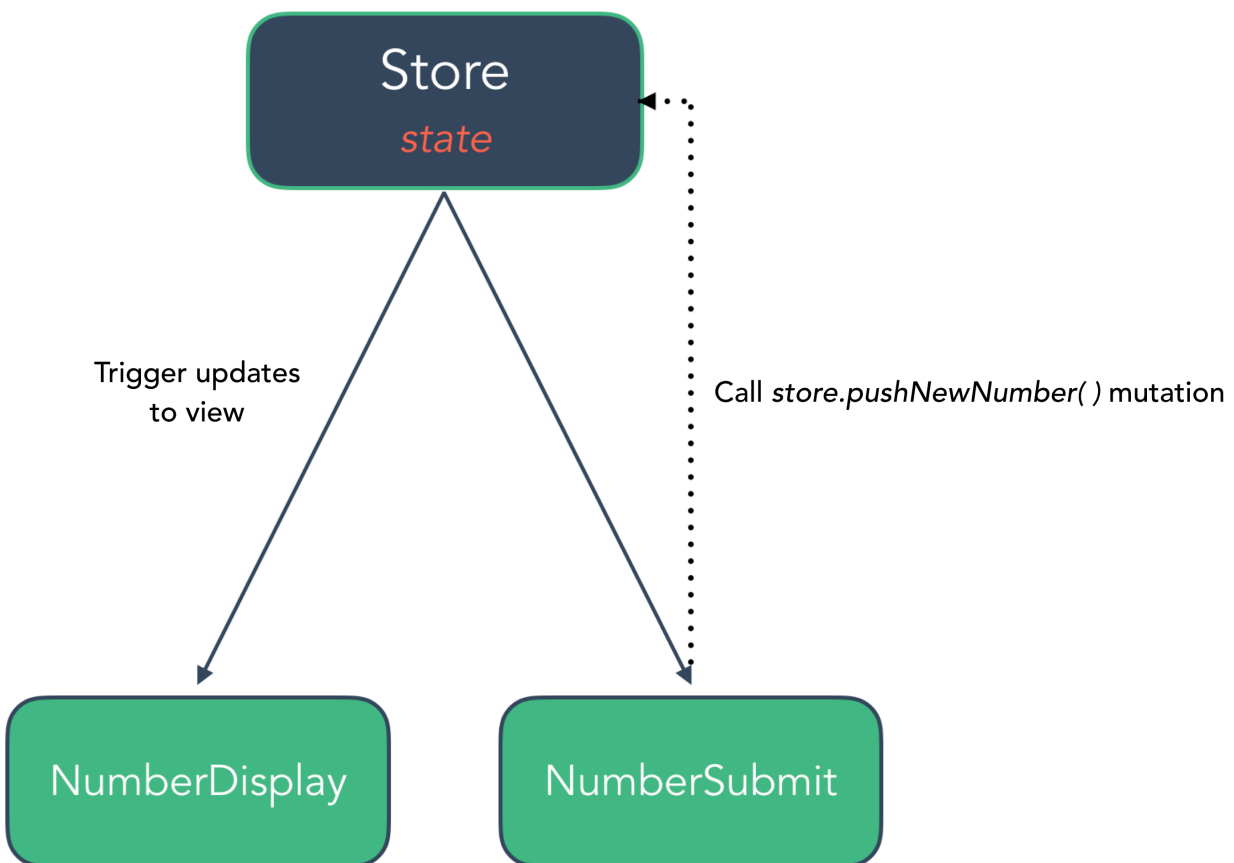 Store
state
Trigger updates
to view
Call store.pushNewNumber( ) mutation
NumberDisplay
NumberSubmit